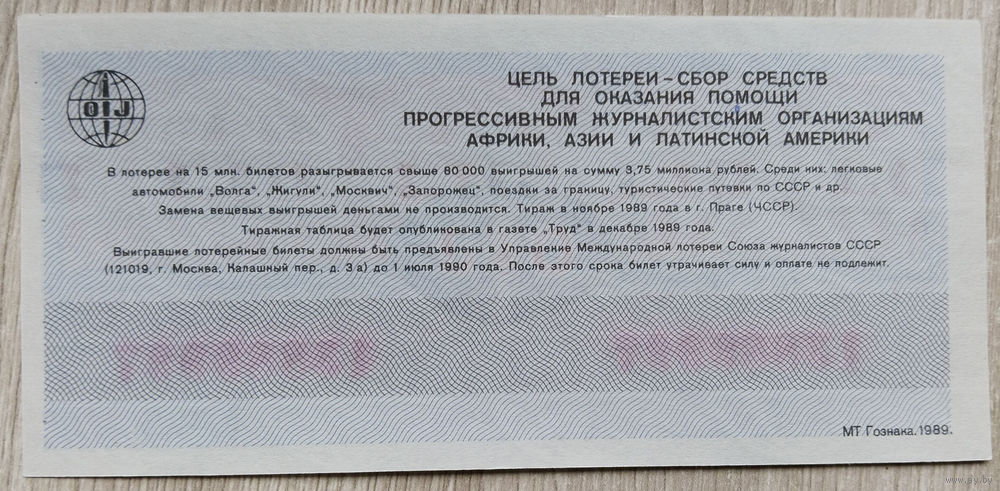 OIJ
ЦЕЛЬ ЛОТЕРЕИ – СБОР СРЕДСТВ
ДЛЯ ОКАЗАНИЯ ПОМОЩИ
ПРОГРЕССИВНЫМ ЖУРНАЛИСТСКИМ ОРГАНИЗАЦИЯМ
АФРИКИ, АЗИИ И ЛАТИНСКОЙ АМЕРИКИ
В лотерее на 15 млн. билетов разыгрывается свыше 80 000 выигрышей на сумму 3,75 миллиона рублей. Среди них: легковые
автомобили „Волга“, „Жигули“, „Москвич“, „Запорожец“, поездки за границу, туристические путевки по СССР и др.
Замена вещевых выигрышей деньгами не производится. Тираж в ноябре 1989 года в г. Праге (ЧССР).
Тиражная таблица будет опубликована в газете „Труд“ в декабре 1989 года.
Выигравшие лотерейные билеты должны быть предъявлены в Управление Международной лотереи Союза журналистов СССР
(121019, г. Москва, Калашный пер., д. 3 а) до 1 июля 1990 года. После этого срока билет утрачивает силу и оплате не подлежит.
МТ Гознака. 1989.
www.ay.by